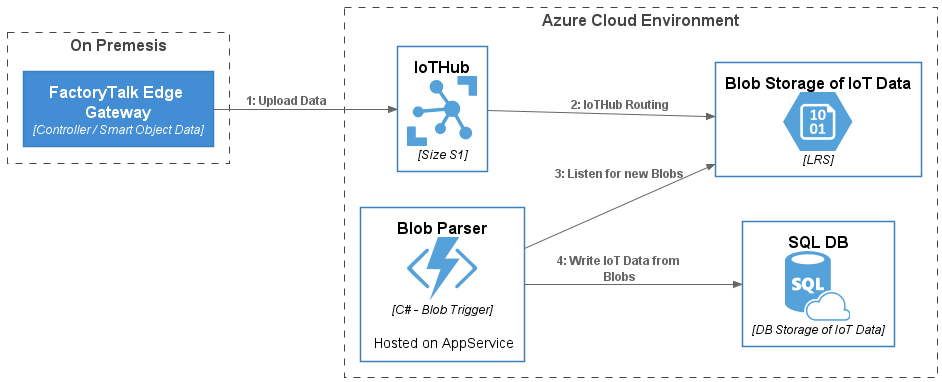 Azure Cloud Environment
On Premesis
FactoryTalk Edge
Gateway
[Controller / Smart Object Data]
1: Upload Data
IoTHub
[Size S1]
2: IoTHub Routing
Blob Storage of IoT Data
10
01
[LRS]
3: Listen for new Blobs
Blob Parser
[C# - Blob Trigger]
Hosted on AppService
4: Write IoT Data from
Blobs
SQL DB
SQL
[DB Storage of IoT Data]